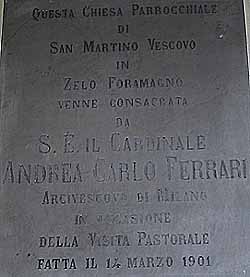 QUESTA CHIESA PARROCCHIALE
DI
SAN MARTINO VESCOVO
IN
ZELO FORAMAGNO
VENNE CONSACRATA
DA
S. E. IL CARDINALE
ANDREA CARLO FERRARI
ARCIVESCOVO DI MILANO
IN OCCASIONE
DELLA VISITA PASTORALE
FATTA IL 14 MARZO 1901